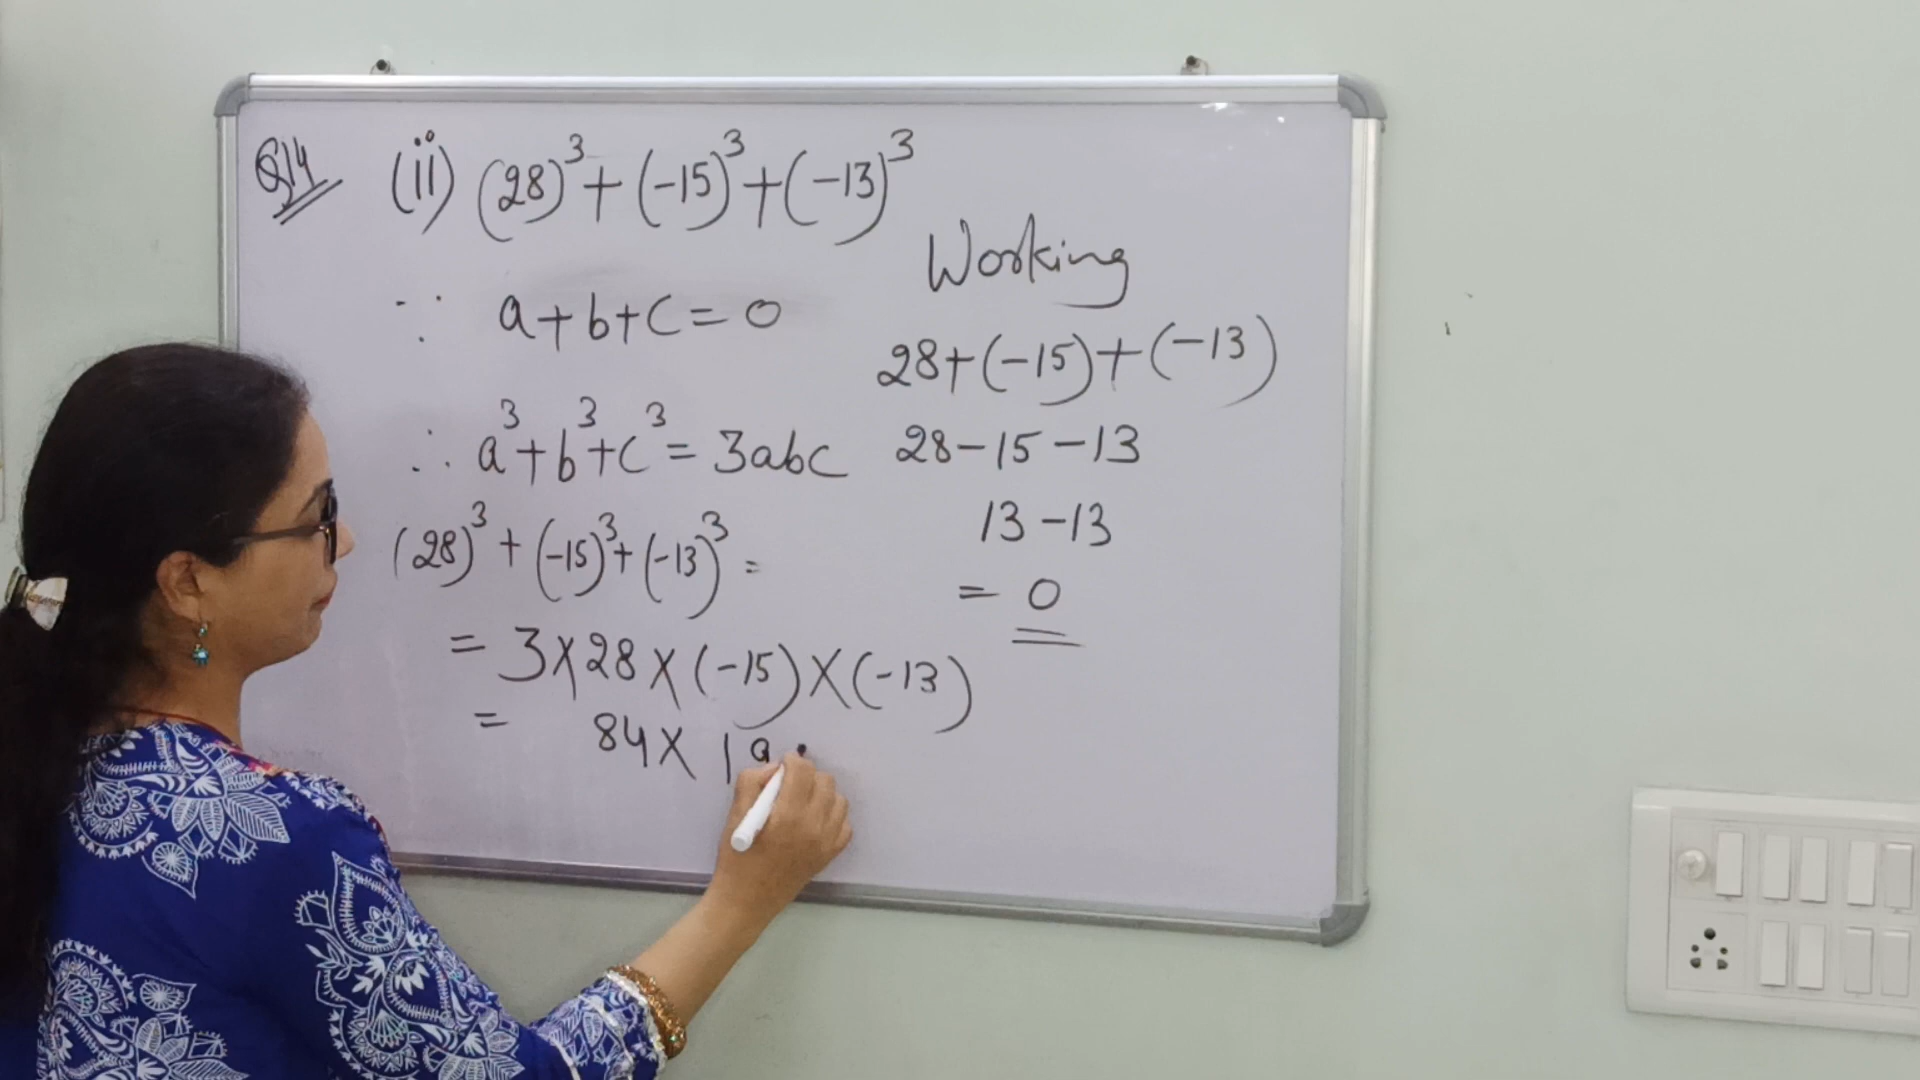 Q14 (ii) (28)³+(-15)³+(-13)³
∵ a+b+c=0
∴ a³+b³+c³=3abc
(28)³+(-15)³+(-13)³=
= 3×28×(-15)×(-13)
= 84× 19
Working
28+(-15)+(-13)
28-15-13
13-13
= 0